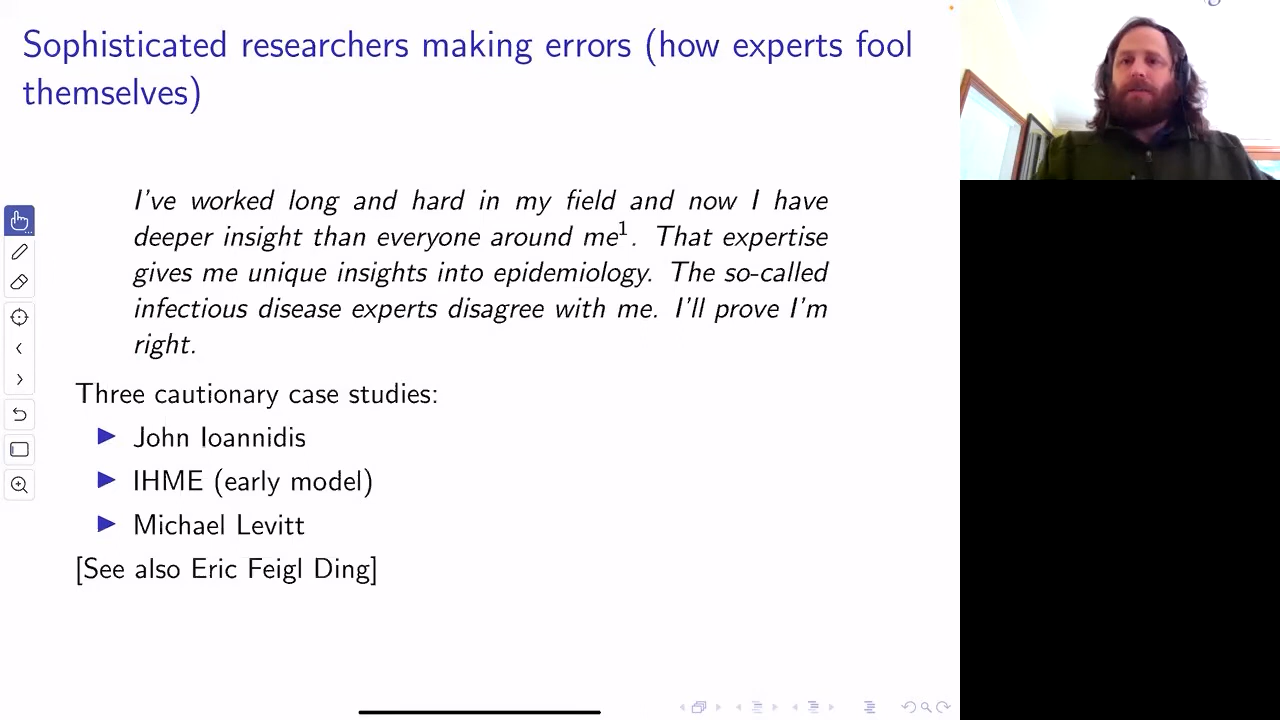 Sophisticated researchers making errors (how experts fool
themselves)
I've worked long and hard in my field and now I have
deeper insight than everyone around me1. That expertise
gives me unique insights into epidemiology. The so-called
infectious disease experts disagree with me. I'll prove I'm
right.
Three cautionary case studies:
▶ John Ioannidis
▶ IHME (early model)
▶ Michael Levitt
[See also Eric Feigl Ding]